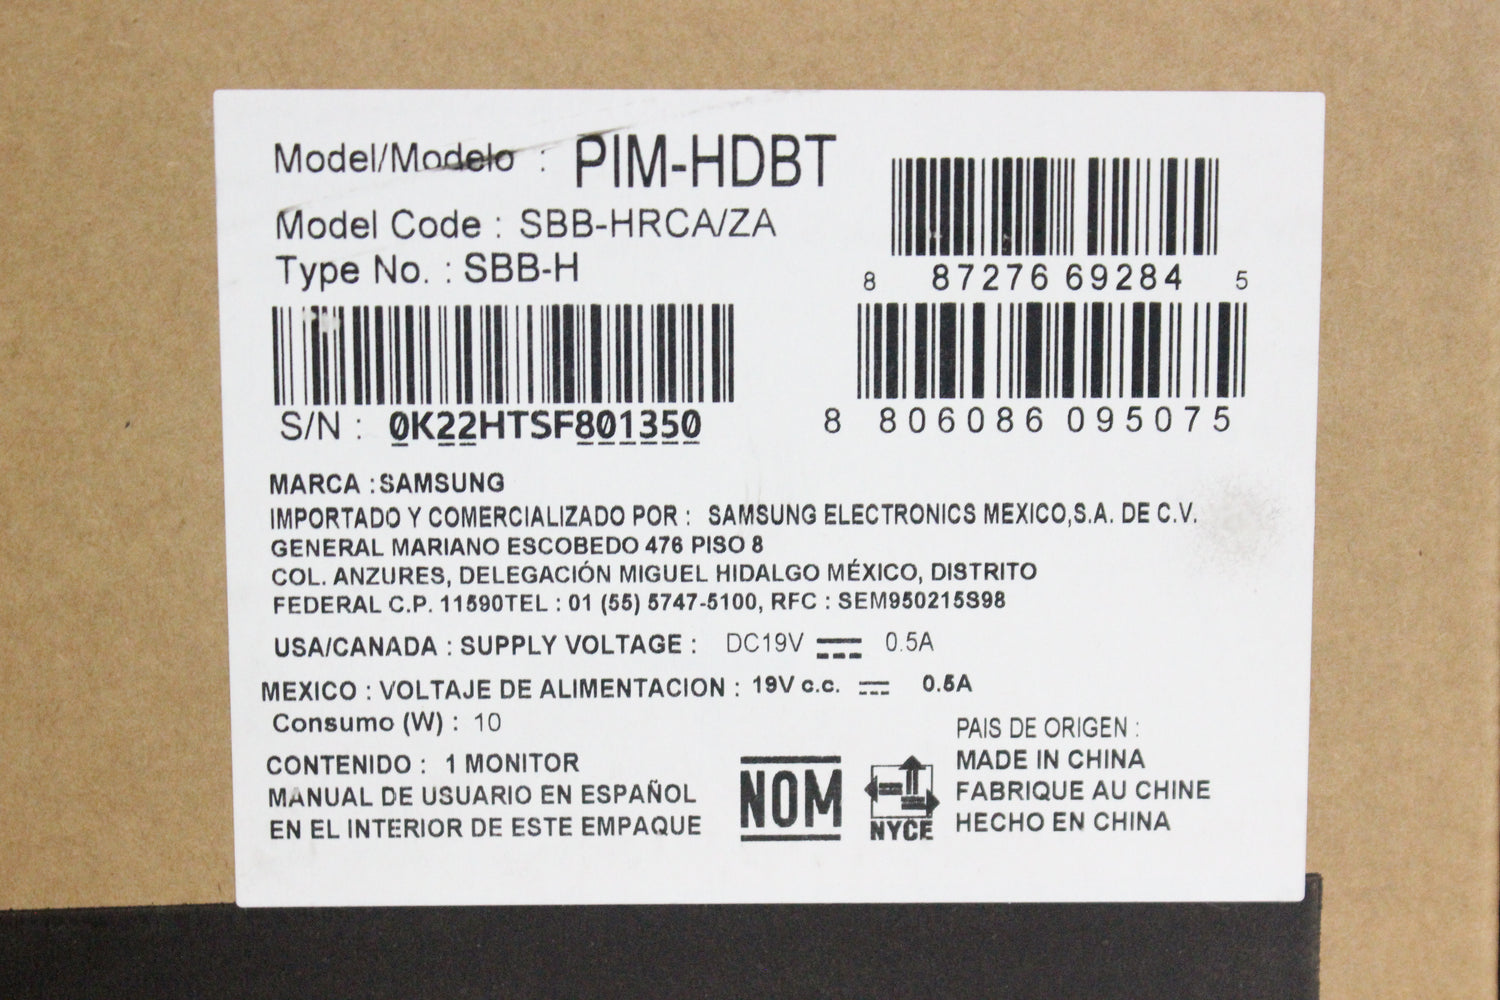 Model/Modelo : PIM-HDBT
Model Code : SBB-HRCA/ZA
Type No. : SBB-H
8 87276 69284 5
S/N : 0K22HTSF801350
8 806086 095075
MARCA : SAMSUNG
IMPORTADO Y COMERCIALIZADO POR : SAMSUNG ELECTRONICS MEXICO,S.A. DE C.V.
GENERAL MARIANO ESCOBEDO 476 PISO 8
COL. ANZURES, DELEGACIÓN MIGUEL HIDALGO MÉXICO, DISTRITO
FEDERAL C.P. 11590TEL : 01 (55) 5747-5100, RFC : SEM950215S98
USA/CANADA : SUPPLY VOLTAGE : DC19V 0.5A
MEXICO : VOLTAJE DE ALIMENTACION : 19V c.c. 0.5A
Consumo (W) : 10
CONTENIDO : 1 MONITOR
MANUAL DE USUARIO EN ESPAÑOL
EN EL INTERIOR DE ESTE EMPAQUE
NOM
NYCE
PAIS DE ORIGEN :
MADE IN CHINA
FABRIQUE AU CHINE
HECHO EN CHINA